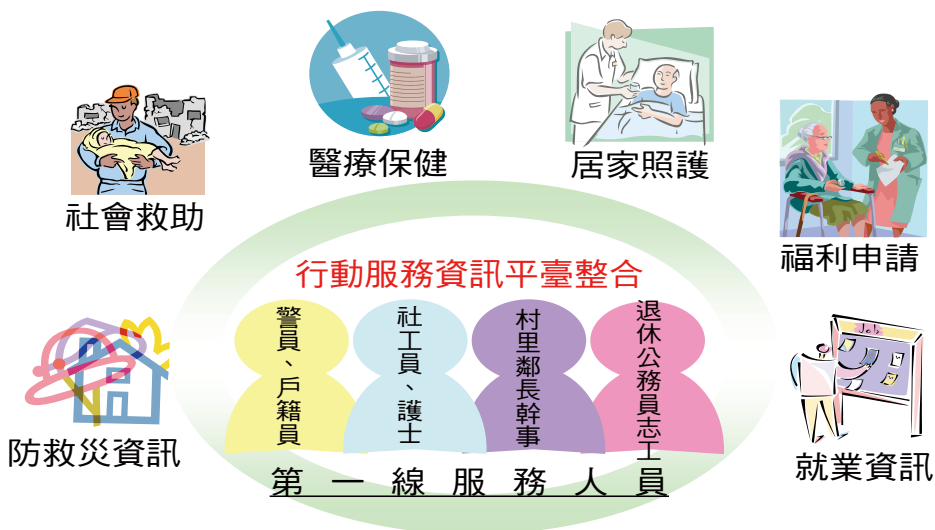 醫療保健
居家照護
社會救助
福利申請
行動服務資訊平臺整合
警員、戶籍員
社工員、護士
村里鄰長幹事
退休公務員志工
Job
防救災資訊
就業資訊
第一線服務人員